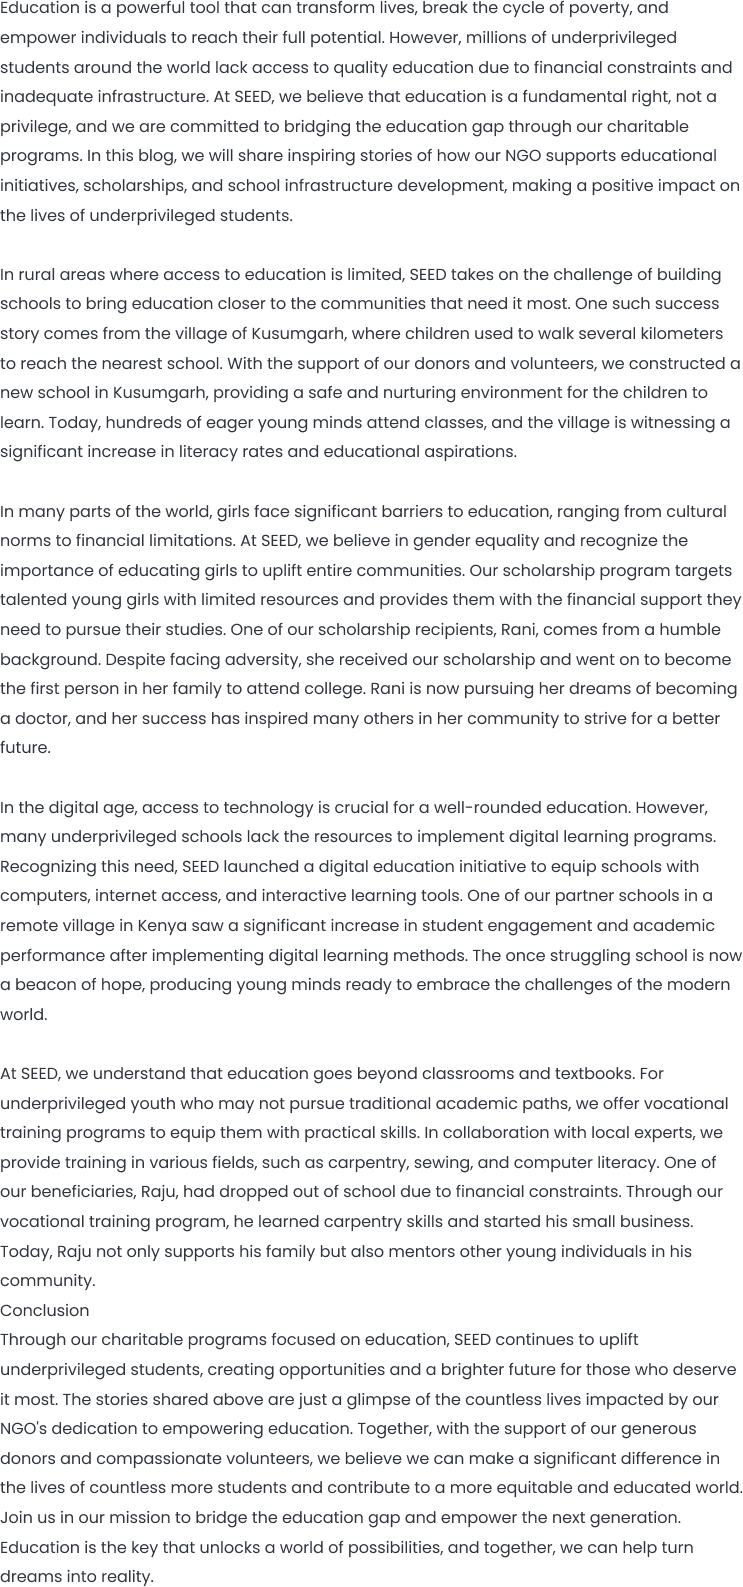 Education is a powerful tool that can transform lives, break the cycle of poverty, and
empower individuals to reach their full potential. However, millions of underprivileged
students around the world lack access to quality education due to financial constraints and
inadequate infrastructure. At SEED, we believe that education is a fundamental right, not a
privilege, and we are committed to bridging the education gap through our charitable
programs. In this blog, we will share inspiring stories of how our NGO supports educational
initiatives, scholarships, and school infrastructure development, making a positive impact on
the lives of underprivileged students.
In rural areas where access to education is limited, SEED takes on the challenge of building
schools to bring education closer to the communities that need it most. One such success
story comes from the village of Kusumgarh, where children used to walk several kilometers
to reach the nearest school. With the support of our donors and volunteers, we constructed a
new school in Kusumgarh, providing a safe and nurturing environment for the children to
learn. Today, hundreds of eager young minds attend classes, and the village is witnessing a
significant increase in literacy rates and educational aspirations.
In many parts of the world, girls face significant barriers to education, ranging from cultural
norms to financial limitations. At SEED, we believe in gender equality and recognize the
importance of educating girls to uplift entire communities. Our scholarship program targets
talented young girls with limited resources and provides them with the financial support they
need to pursue their studies. One of our scholarship recipients, Rani, comes from a humble
background. Despite facing adversity, she received our scholarship and went on to become
the first person in her family to attend college. Rani is now pursuing her dreams of becoming
a doctor, and her success has inspired many others in her community to strive for a better
future.
In the digital age, access to technology is crucial for a well-rounded education. However,
many underprivileged schools lack the resources to implement digital learning programs.
Recognizing this need, SEED launched a digital education initiative to equip schools with
computers, internet access, and interactive learning tools. One of our partner schools in a
remote village in Kenya saw a significant increase in student engagement and academic
performance after implementing digital learning methods. The once struggling school is now
a beacon of hope, producing young minds ready to embrace the challenges of the modern
world.
At SEED, we understand that education goes beyond classrooms and textbooks. For
underprivileged youth who may not pursue traditional academic paths, we offer vocational
training programs to equip them with practical skills. In collaboration with local experts, we
provide training in various fields, such as carpentry, sewing, and computer literacy. One of
our beneficiaries, Raju, had dropped out of school due to financial constraints. Through our
vocational training program, he learned carpentry skills and started his small business.
Today, Raju not only supports his family but also mentors other young individuals in his
community.
Conclusion
Through our charitable programs focused on education, SEED continues to uplift
underprivileged students, creating opportunities and a brighter future for those who deserve
it most. The stories shared above are just a glimpse of the countless lives impacted by our
NGO's dedication to empowering education. Together, with the support of our generous
donors and compassionate volunteers, we believe we can make a significant difference in
the lives of countless more students and contribute to a more equitable and educated world.
Join us in our mission to bridge the education gap and empower the next generation.
Education is the key that unlocks a world of possibilities, and together, we can help turn
dreams into reality.